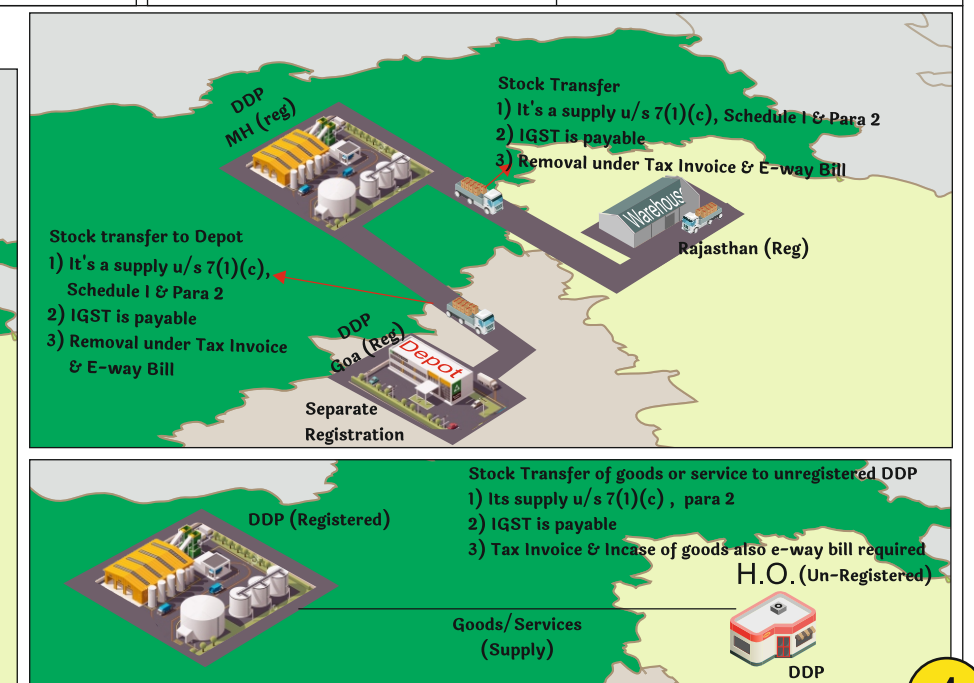 DDP
MH (reg)
Stock Transfer
1) It's a supply u/s 7(1)(c), Schedule I & Para 2
2) IGST is payable
3) Removal under Tax Invoice & E-way Bill
Warehouse
Rajasthan (Reg)
Stock transfer to Depot
1) It's a supply u/s 7(1)(c),
Schedule I & Para 2
2) IGST is payable
3) Removal under Tax Invoice
& E-way Bill
DDP
Goa (Reg)
Depot
Separate
Registration
Stock Transfer of goods or service to unregistered DDP
1) Its supply u/s 7(1)(c) , para 2
2) IGST is payable
3) Tax Invoice & Incase of goods also e-way bill required
DDP (Registered)
H.O. (Un-Registered)
Goods/Services
(Supply)
DDP